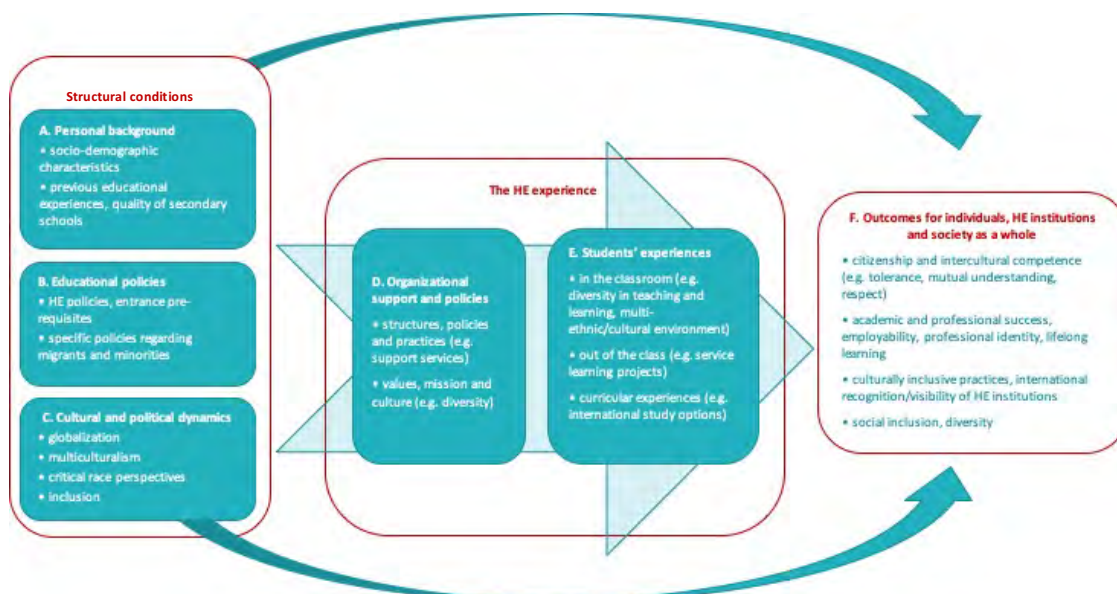 Structural conditions
A. Personal background
• socio-demographic
characteristics
• previous educational
experiences, quality of secondary
schools
B. Educational policies
• HE policies, entrance pre-
requisites
• specific policies regarding
migrants and minorities
C. Cultural and political dynamics
• globalization
• multiculturalism
• critical race perspectives
• inclusion
The HE experience
D. Organizational
support and policies
• structures, policies
and practices (e.g.
support services)
• values, mission and
culture (e.g. diversity)
E. Students' experiences
• in the classroom (e.g.
diversity in teaching and
learning, multi-
ethnic/cultural environment)
• out of the class (e.g. service
learning projects)
• curricular experiences (e.g.
international study options)
F. Outcomes for individuals, HE institutions
and society as a whole
• citizenship and intercultural competence
(e.g. tolerance, mutual understanding,
respect)
• academic and professional success,
employability, professional identity, lifelong
learning
• culturally inclusive practices, international
recognition/visibility of HE institutions
• social inclusion, diversity